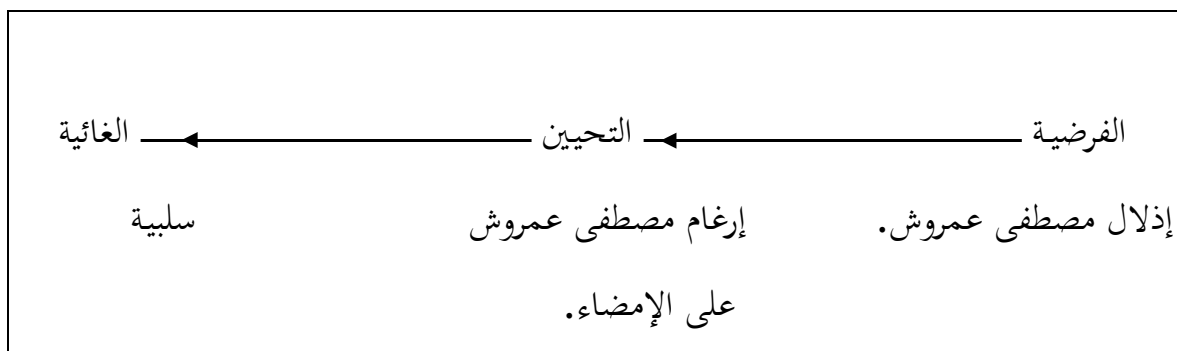 الفرضية التحيين الغائية
إذلال مصطفى عمروش. إرغام مصطفى عمروش سلبية
على الإمضاء.